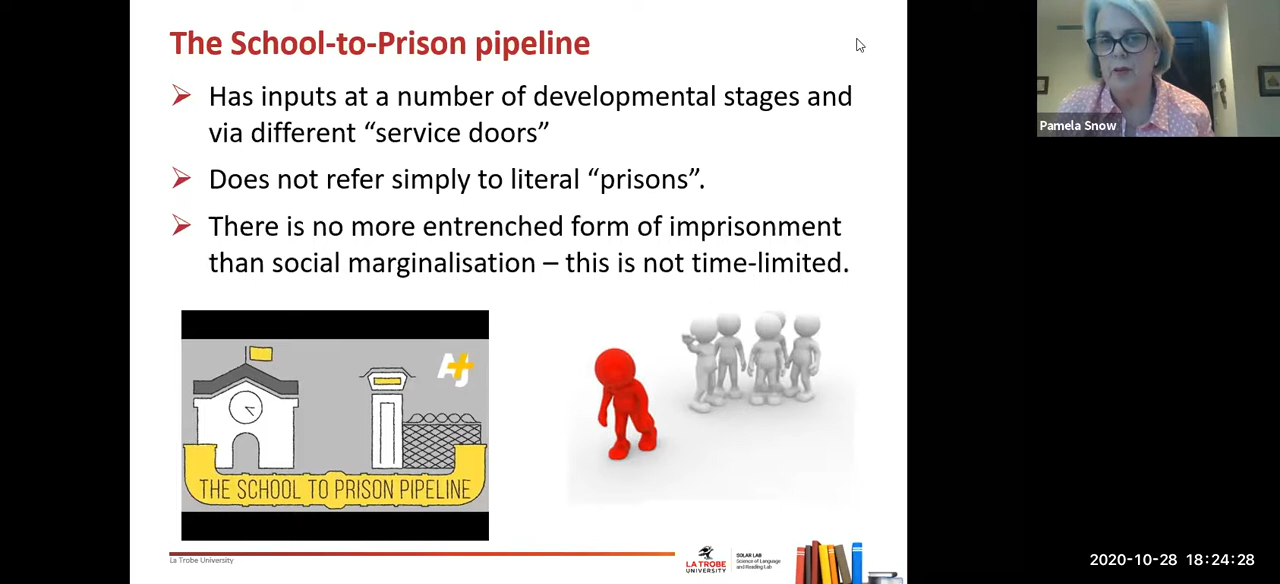 The School-to-Prison pipeline
Has inputs at a number of developmental stages and
via different “service doors”
Does not refer simply to literal “prisons”.
There is no more entrenched form of imprisonment
than social marginalisation – this is not time-limited.
AJ+
THE SCHOOL TO PRISON PIPELINE
La Trobe University
LA TROBE
UNIVERSITY
SOLAR LAB
Science of Language
and Reading Lab
Pamela Snow
2020-10-28 18:24:28